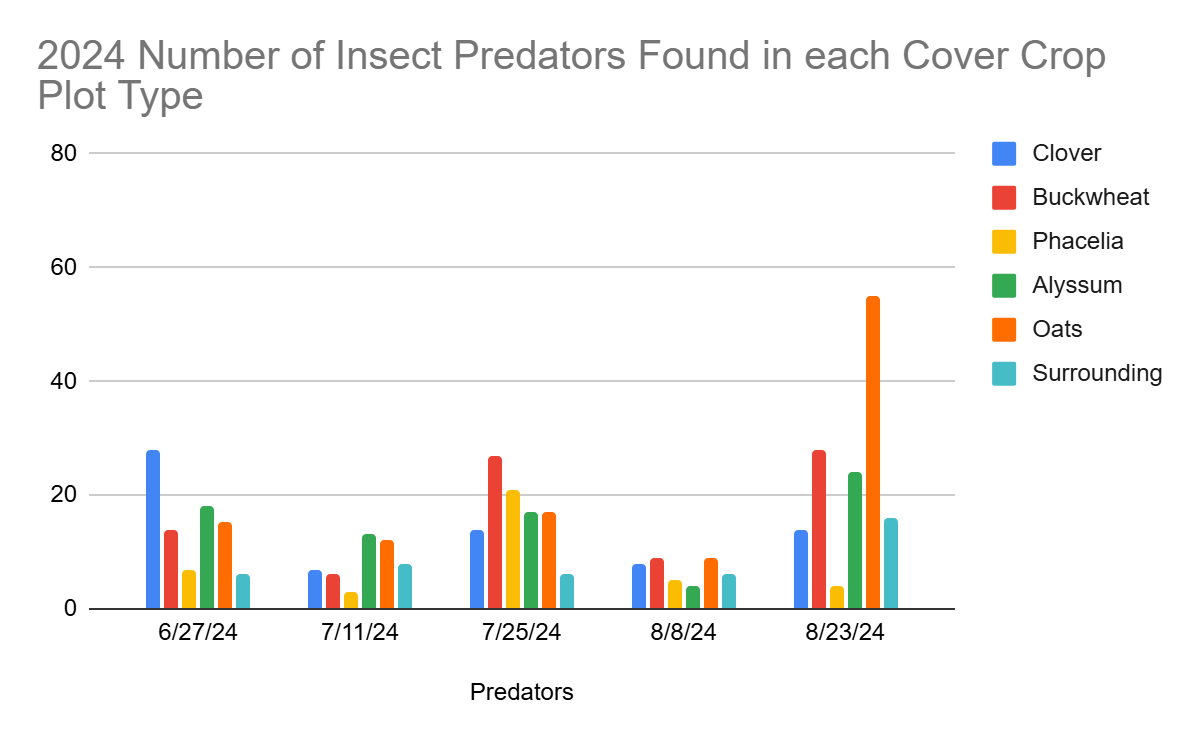 2024 Number of Insect Predators Found in each Cover Crop
Plot Type
80
60
40
20
0
6/27/24
7/11/24
7/25/24
8/8/24
8/23/24
Predators
Clover
Buckwheat
Phacelia
Alyssum
Oats
Surrounding